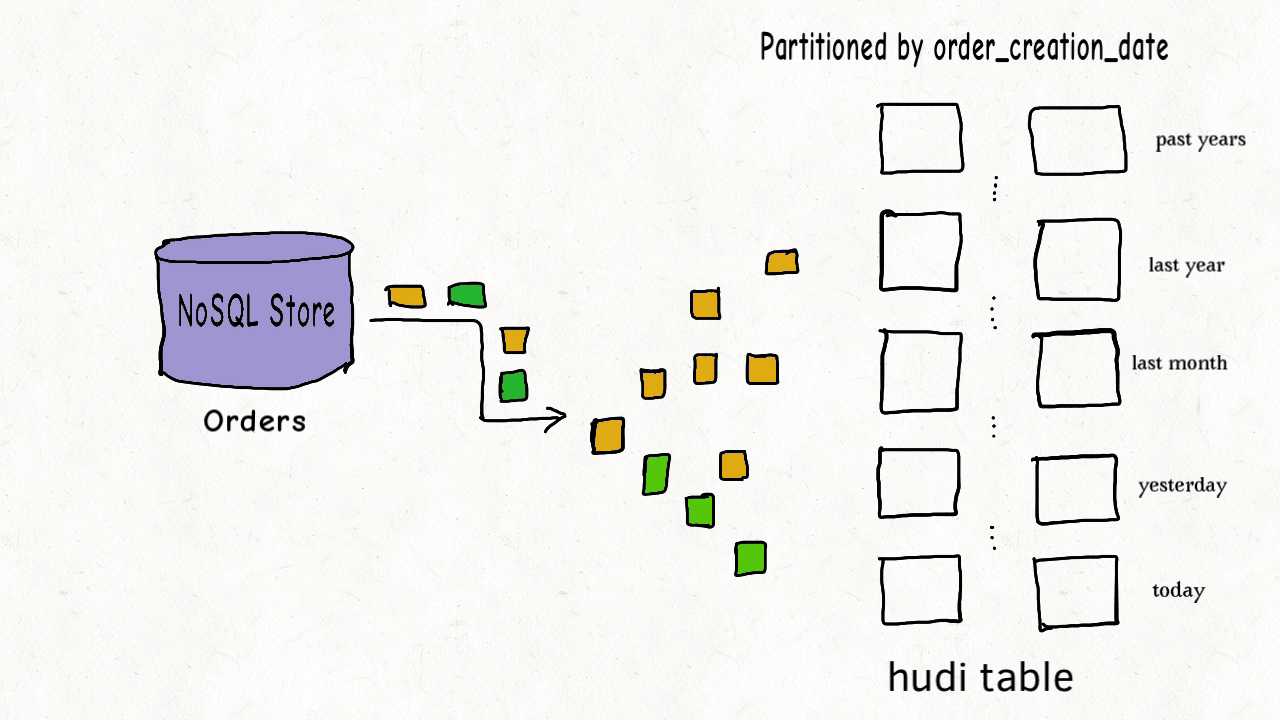 Partitioned by order_creation_date
past years
last year
NoSQL Store
last month
Orders
yesterday
today
hudi table